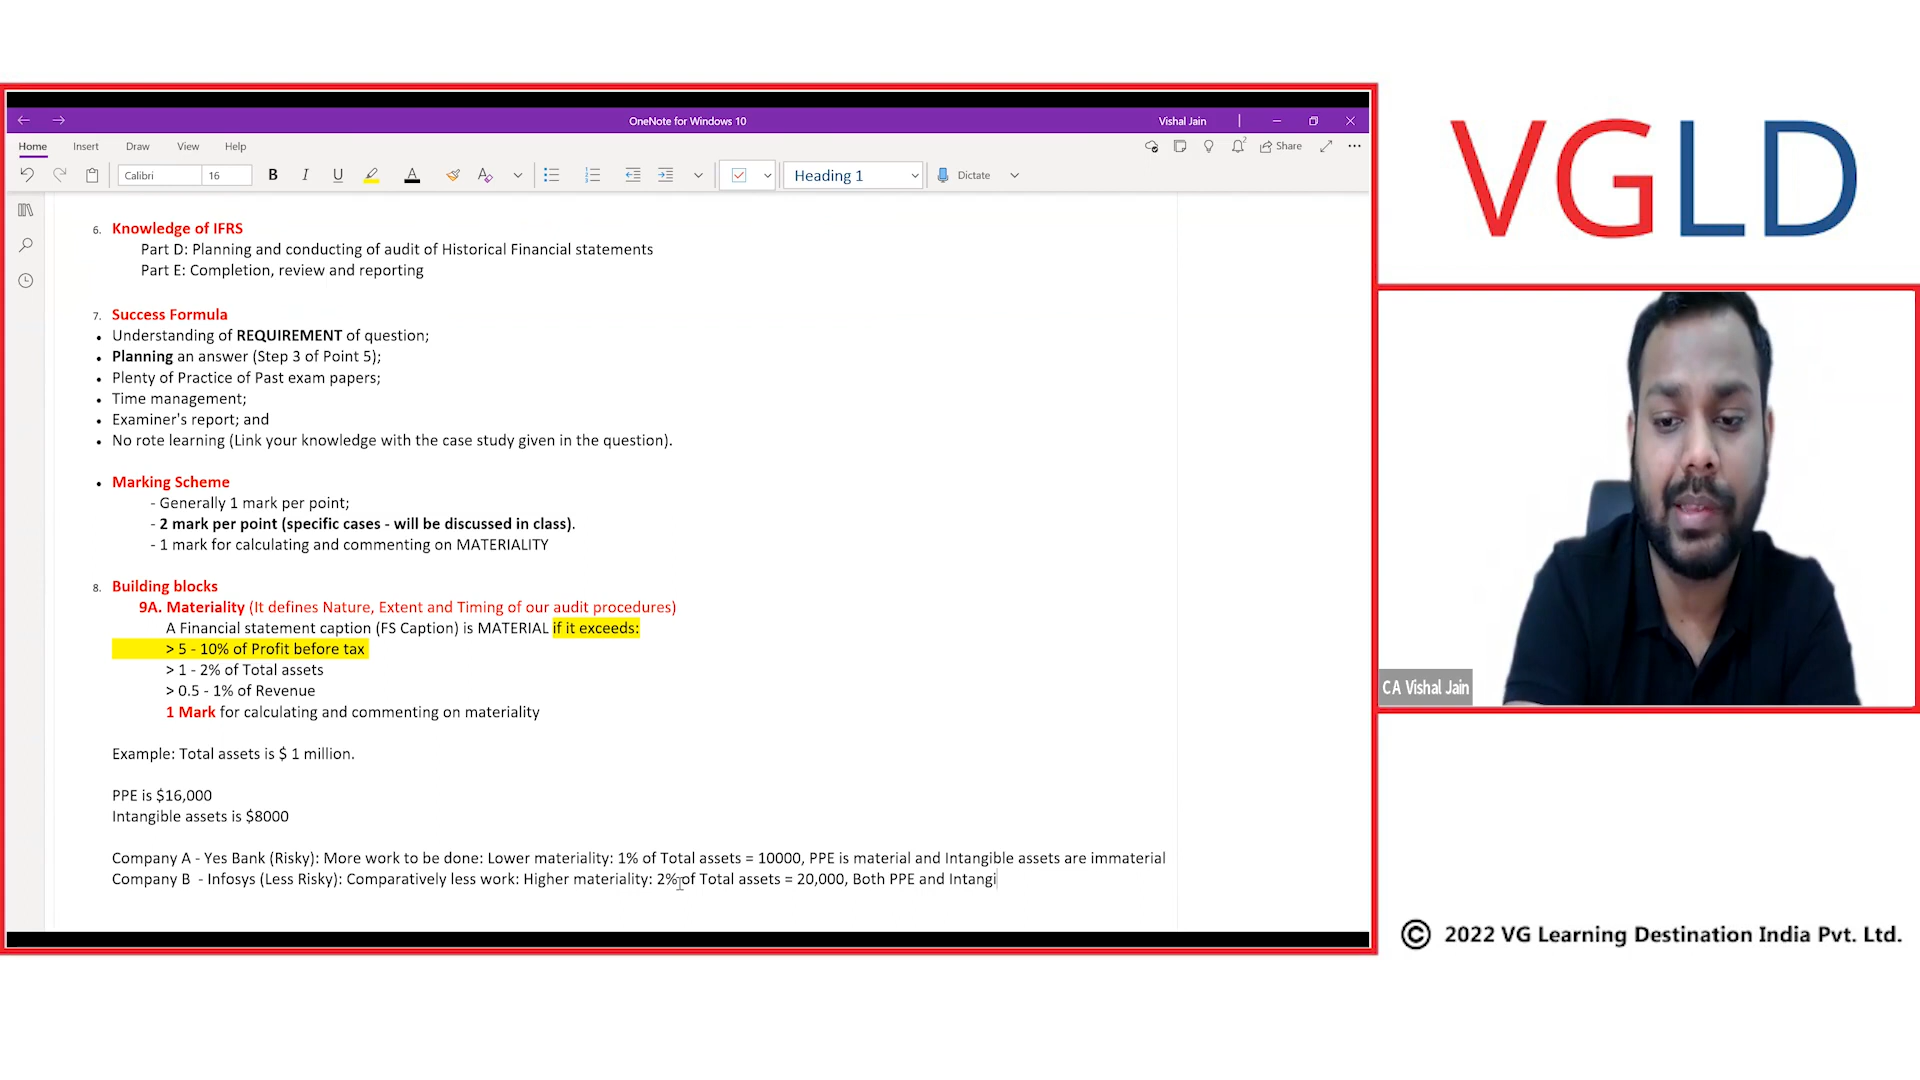 OneNote for Windows 10
Vishal Jain
Home Insert Draw View Help
Share
Calibri 16 B I U A Heading 1 Dictate
6. Knowledge of IFRS
Part D: Planning and conducting of audit of Historical Financial statements
Part E: Completion, review and reporting
7. Success Formula
• Understanding of REQUIREMENT of question;
• Planning an answer (Step 3 of Point 5);
• Plenty of Practice of Past exam papers;
• Time management;
• Examiner's report; and
• No rote learning (Link your knowledge with the case study given in the question).
• Marking Scheme
- Generally 1 mark per point;
- 2 mark per point (specific cases - will be discussed in class).
- 1 mark for calculating and commenting on MATERIALITY
8. Building blocks
9A. Materiality (It defines Nature, Extent and Timing of our audit procedures)
A Financial statement caption (FS Caption) is MATERIAL if it exceeds:
> 5 - 10% of Profit before tax
> 1 - 2% of Total assets
> 0.5 - 1% of Revenue
1 Mark for calculating and commenting on materiality
Example: Total assets is $ 1 million.
PPE is $16,000
Intangible assets is $8000
Company A - Yes Bank (Risky): More work to be done: Lower materiality: 1% of Total assets = 10000, PPE is material and Intangible assets are immaterial
Company B - Infosys (Less Risky): Comparatively less work: Higher materiality: 2% of Total assets = 20,000, Both PPE and Intangi
VGLD
CA Vishal Jain
© 2022 VG Learning Destination India Pvt. Ltd.